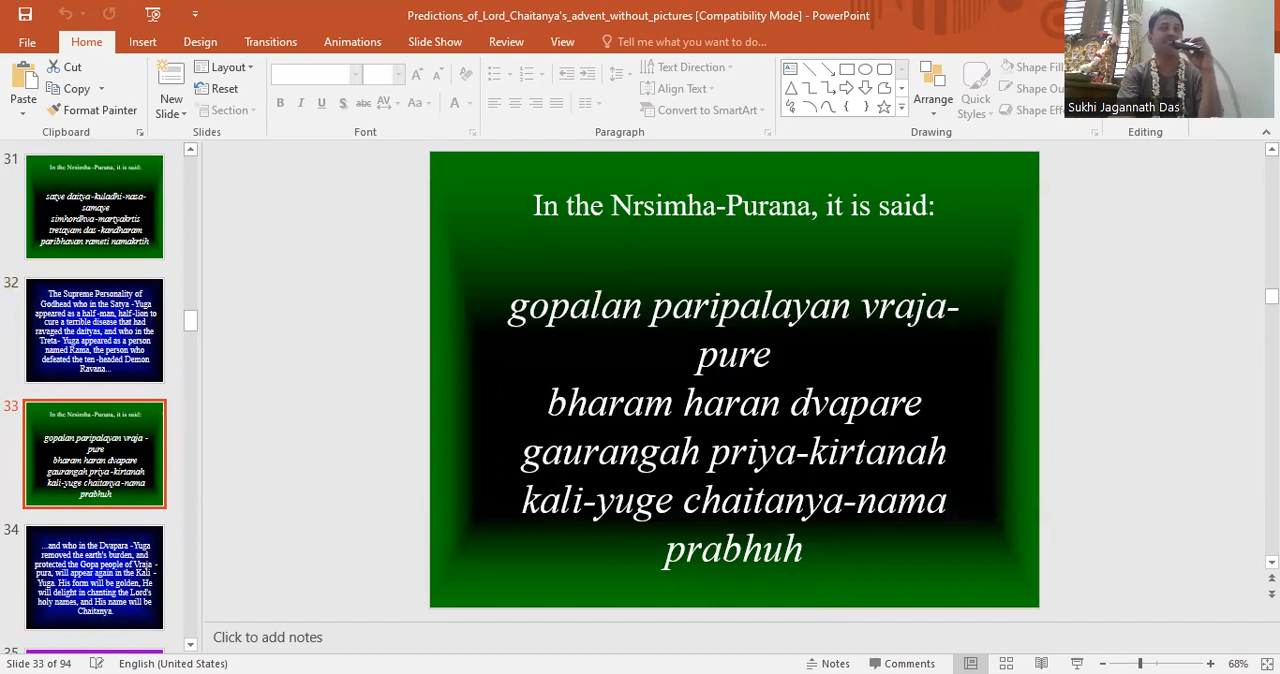 Predictions_of_Lord_Chaitanya's_advent_without_pictures [Compatibility Mode] - PowerPoint
File Home Insert Design Transitions Animations Slide Show Review View Tell me what you want to do...
Cut
Copy
Format Painter
Paste
Clipboard
New
Slide
Layout
Reset
Section
Slides
B I U S abc AV Aa A
Font
Text Direction
Align Text
Convert to SmartArt
Paragraph
Arrange
Quick
Styles
Shape Fill
Shape Ou
Shape Eff
Drawing
Editing
Sukhi Jagannath Das
31
In the Nrsimha-Purana, it is said:
satye daitya-kuladhi-nasa-
samaye
simhordhva-martyakrtis
tretayam das-kandharam
paribhavan rameti namakrtih
32
The Supreme Personality of
Godhead who in the Satya-Yuga
appeared as a half-man, half-lion to
cure a terrible disease that had
ravaged the daityas, and who in the
Treta-Yuga appeared as a person
named Rama, the person who
defeated the ten-headed Demon
Ravana...
33
In the Nrsimha-Purana, it is said:
gopalan paripalayan vraja-
pure
bharam haran dvapare
gaurangah priya-kirtanah
kali-yuge chaitanya-nama
prabhuh
34
...and who in the Dvapara-Yuga
removed the earth's burden, and
protected the Gopa people of Vraja-
pura, will appear again in the Kali-
Yuga. His form will be golden, He
will delight in chanting the Lord's
holy names, and His name will be
Chaitanya.
35
In the Nrsimha-Purana, it is said:
gopalan paripalayan vraja-
pure
bharam haran dvapare
gaurangah priya-kirtanah
kali-yuge chaitanya-nama
prabhuh
Click to add notes
Slide 33 of 94 English (United States) Notes Comments 68%